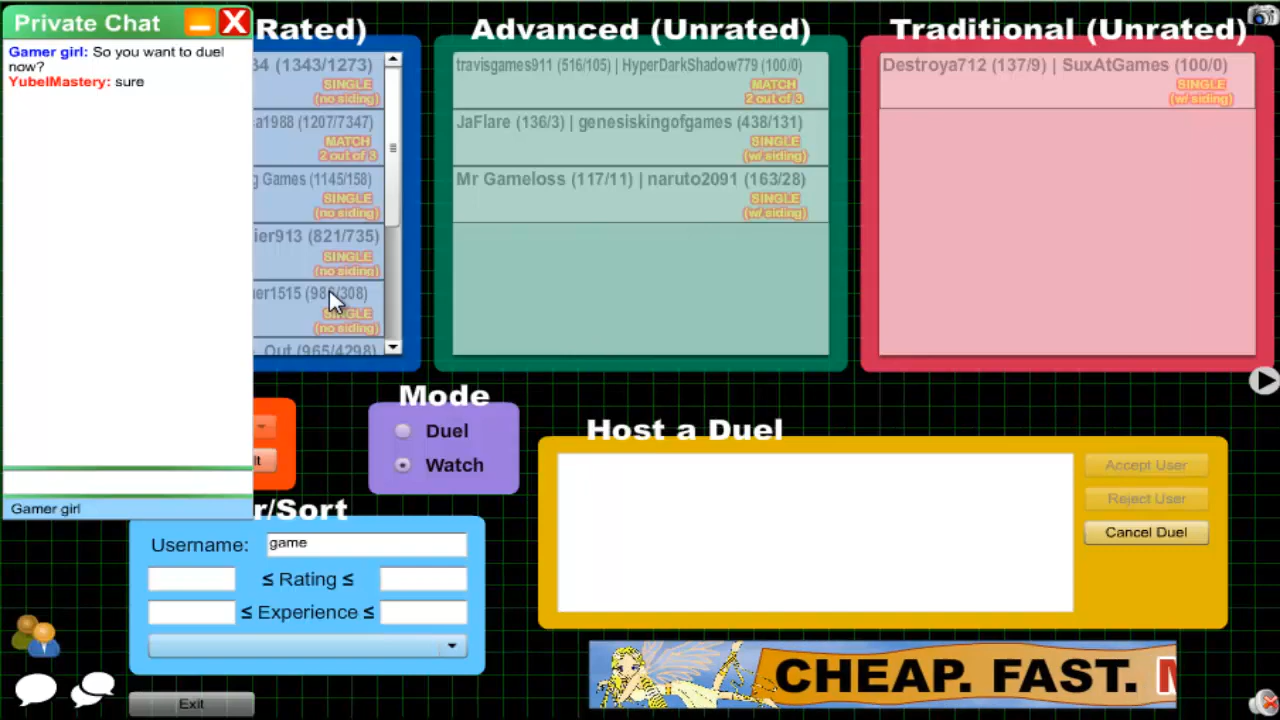 Private Chat
X
Gamer girl: So you want to duel
now?
YubelMastery: sure
Gamer girl
Rated)
34 (1343/1273)
SINGLE
(no siding)
a1988 (1207/7347)
MATCH
2 out of 3
g Games (1145/158)
SINGLE
(no siding)
ier913 (821/735)
SINGLE
(no siding)
SINGLE
(no siding)
Out (965/4298)
Advanced (Unrated)
travisgames911 (516/105) | HyperDarkShadow779 (100/0)
MATCH
2 out of 3
JaFlare (136/3) | genesiskingofgames (438/131)
SINGLE
(w/ siding)
Mr Gameloss (117/11) | naruto2091 (163/28)
SINGLE
(w/ siding)
Traditional (Unrated)
Destroya712 (137/9) | SuxAtGames (100/0)
SINGLE
(w/ siding)
Mode
Duel
Watch
Host a Duel
Accept User
Reject User
Cancel Duel
r/Sort
Username: game
≤ Rating ≤
≤ Experience ≤
Exit
CHEAP. FAST.